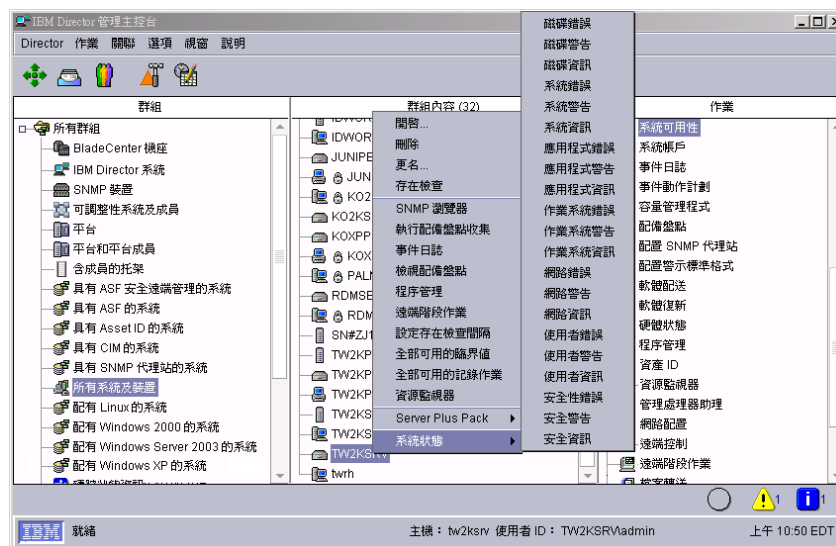 IBM Director 管理主控台
Director 作業 關聯 選項 視窗 說明
群組
所有群組
BladeCenter 機座
IBM Director 系統
SNMP 裝置
可調整性系統及成員
平台
平台和平台成員
含成員的托架
具有 ASF 安全遠端管理的系統
具有 ASF 的系統
具有 Asset ID 的系統
具有 CIM 的系統
具有 SNMP 代理站的系統
所有系統及裝置
配有 Linux 的系統
配有 Windows 2000 的系統
配有 Windows Server 2003 的系統
配有 Windows XP 的系統
群組內容 (32)
IDWOR
JUNIPE
JUN
KO2
KO2KS
KOXPP
KOX
PALM
RDMSE
RDM
SN#ZJ1
TW2KP
TW2KP
TW2KP
TW2KS
TW2KS
TW2KSRV
twrh
開啓...
刪除
更名...
存在檢查
SNMP 瀏覽器
執行配備盤點收集
事件日誌
檢視配備盤點
程序管理
遠端階段作業
設定存在檢查間隔
全部可用的臨界值
全部可用的記錄作業
資源監視器
Server Plus Pack
系統狀態
磁碟錯誤
磁碟警告
磁碟資訊
系統錯誤
系統警告
系統資訊
應用程式錯誤
應用程式警告
應用程式資訊
作業系統錯誤
作業系統警告
作業系統資訊
網路錯誤
網路警告
網路資訊
使用者錯誤
使用者警告
使用者資訊
安全性錯誤
安全警告
安全資訊
作業
系統可用性
系統帳戶
事件日誌
事件動作計劃
容量管理程式
配備盤點
配置 SNMP 代理站
配置警示標準格式
軟體配送
軟體復新
硬體狀態
程序管理
資產 ID
資源監視器
管理處理器助理
網路配置
遠端控制
遠端階段作業
檔案轉送
1
1
IBM 就緒
主機： tw2ksrv 使用者 ID： TW2KSRV\admin
上午 10:50 EDT